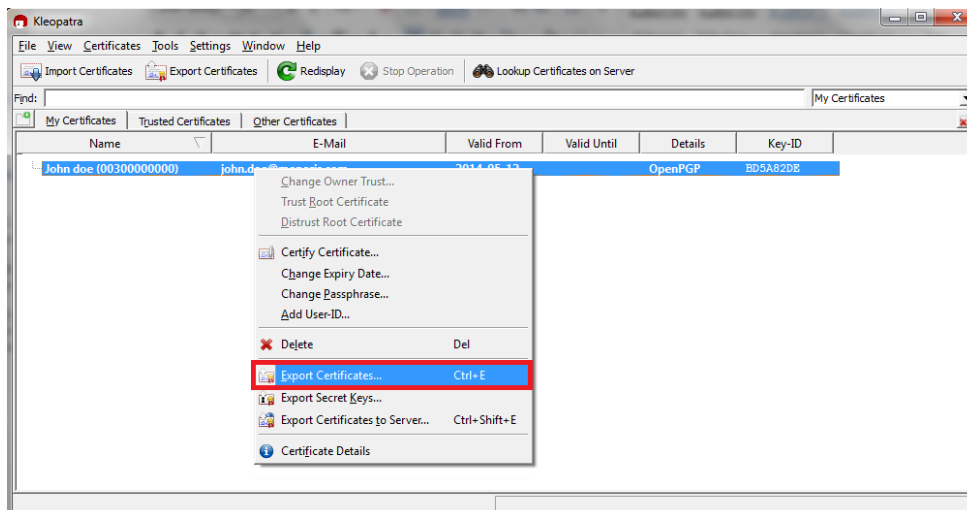 Kleopatra
File View Certificates Tools Settings Window Help
Import Certificates Export Certificates Redisplay Stop Operation Lookup Certificates on Server
Find: My Certificates
My Certificates Trusted Certificates Other Certificates
Name E-Mail Valid From Valid Until Details Key-ID
John doe (00300000000) john.d OpenPGP BD5A82DE
Change Owner Trust...
Trust Root Certificate
Distrust Root Certificate
Certify Certificate...
Change Expiry Date...
Change Passphrase...
Add User-ID...
Delete Del
Export Certificates... Ctrl+E
Export Secret Keys...
Export Certificates to Server... Ctrl+Shift+E
Certificate Details